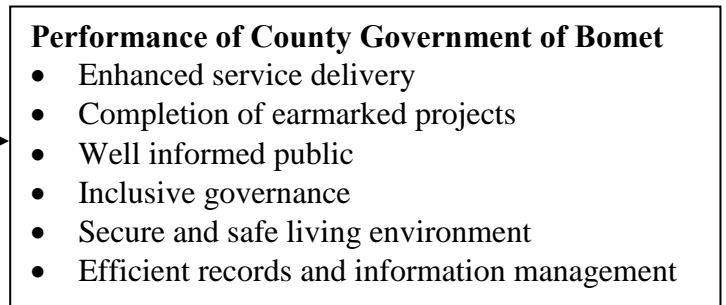 Performance of County Government of Bomet
• Enhanced service delivery
• Completion of earmarked projects
• Well informed public
• Inclusive governance
• Secure and safe living environment
• Efficient records and information management